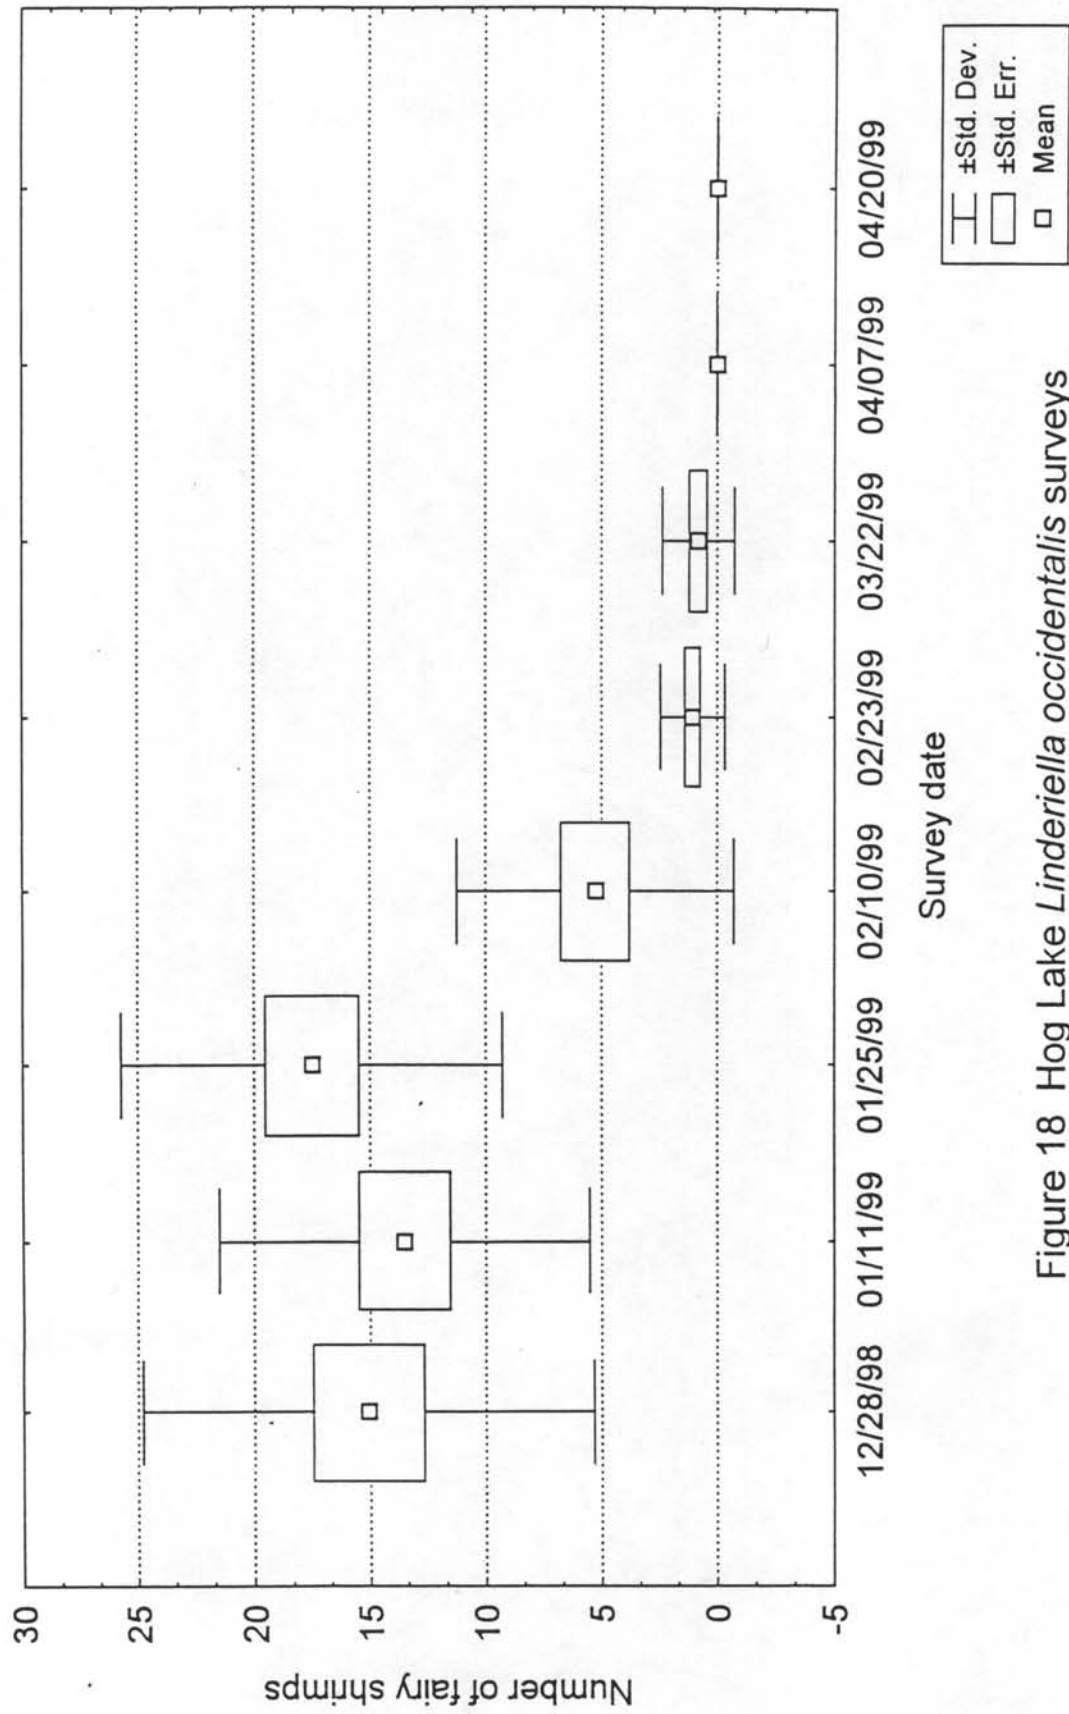 30
25
20
15
10
5
0
-5
Number of fairy shrimps
12/28/98 01/11/99 01/25/99 02/10/99 02/23/99 03/22/99 04/07/99 04/20/99
Survey date
±Std. Dev.
±Std. Err.
Mean
Figure 18 Hog Lake Linderiella occidentalis surveys